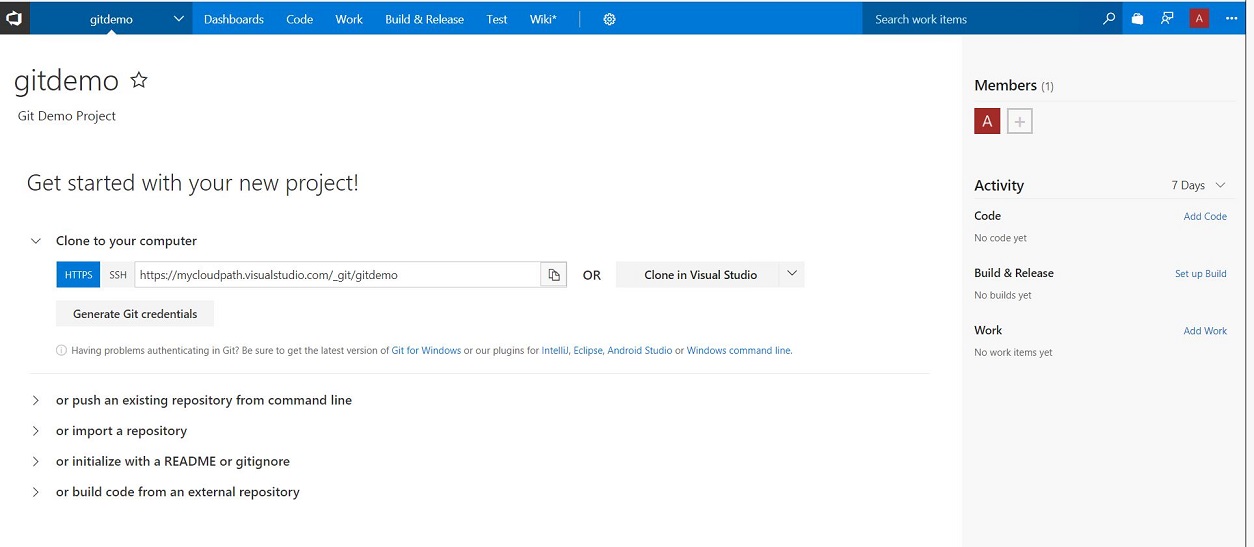 gitdemo Dashboards Code Work Build & Release Test Wiki* Search work items A ...
gitdemo
Git Demo Project
Get started with your new project!
Clone to your computer
HTTPS SSH https://mycloudpath.visualstudio.com/_git/gitdemo OR Clone in Visual Studio
Generate Git credentials
Having problems authenticating in Git? Be sure to get the latest version of Git for Windows or our plugins for IntelliJ, Eclipse, Android Studio or Windows command line.
or push an existing repository from command line
or import a repository
or initialize with a README or gitignore
or build code from an external repository
Members (1)
A +
Activity 7 Days
Code Add Code
No code yet
Build & Release Set up Build
No builds yet
Work Add Work
No work items yet